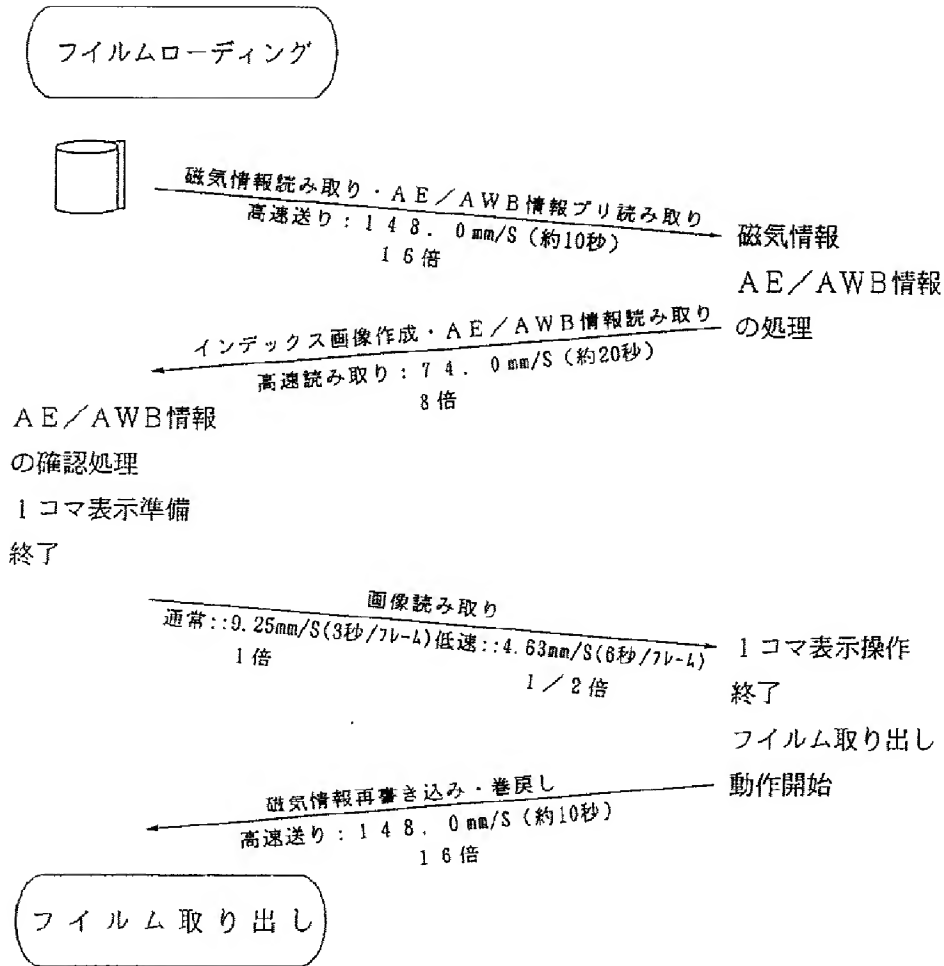 フイルムローディング
磁気情報読み取り・AE／AWB情報プリ読み取り
高速送り：148．0mm/S（約10秒）
16倍
磁気情報
AE／AWB情報
の処理
インデックス画像作成・AE／AWB情報読み取り
高速読み取り：74．0mm/S（約20秒）
8倍
AE／AWB情報
の確認処理
1コマ表示準備
終了
画像読み取り
通常::9.25mm/S(3秒/フレーム)低速::4.63mm/S(6秒/フレーム)
1倍
1／2倍
1コマ表示操作
終了
フイルム取り出し
動作開始
磁気情報再書き込み・巻戻し
高速送り：148．0mm/S（約10秒）
16倍
フイルム取り出し